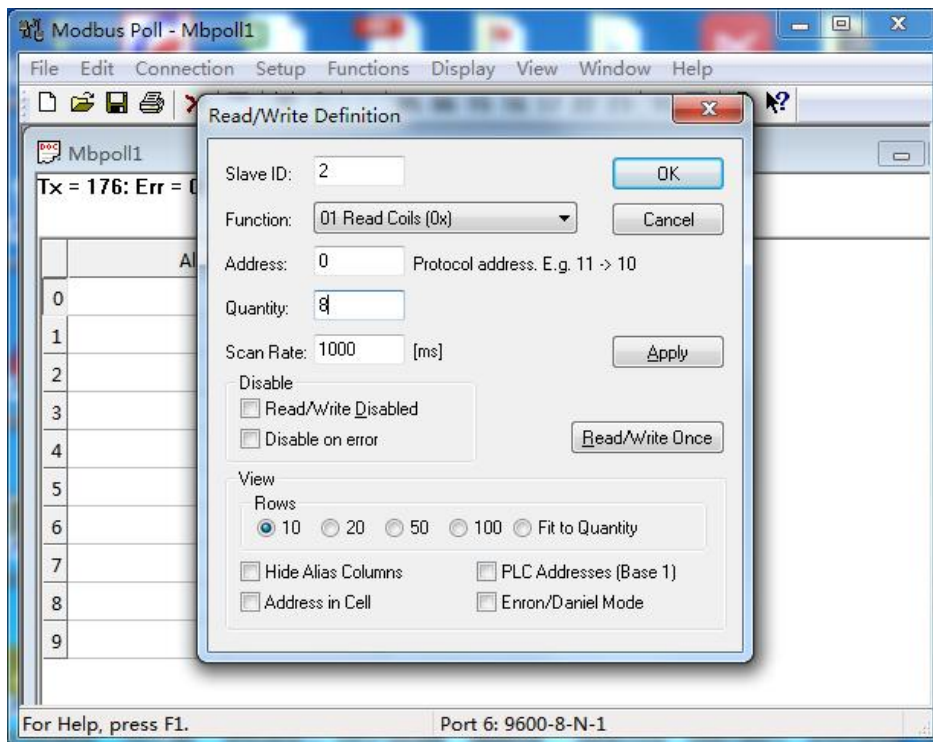 Modbus Poll - Mbpoll1
File Edit Connection Setup Functions Display View Window Help
Read/Write Definition
Mbpoll1
Tx = 176: Err =
Slave ID: 2
OK
Function: 01 Read Coils (0x)
Cancel
Address: 0 Protocol address. E.g. 11 -> 10
Quantity: 8
Scan Rate: 1000 [ms]
Apply
Disable
Read/Write Disabled
Disable on error
Read/Write Once
View
Rows
10 20 50 100 Fit to Quantity
Hide Alias Columns PLC Addresses (Base 1)
Address in Cell Enron/Daniel Mode
0
1
2
3
4
5
6
7
8
9
For Help, press F1. Port 6: 9600-8-N-1